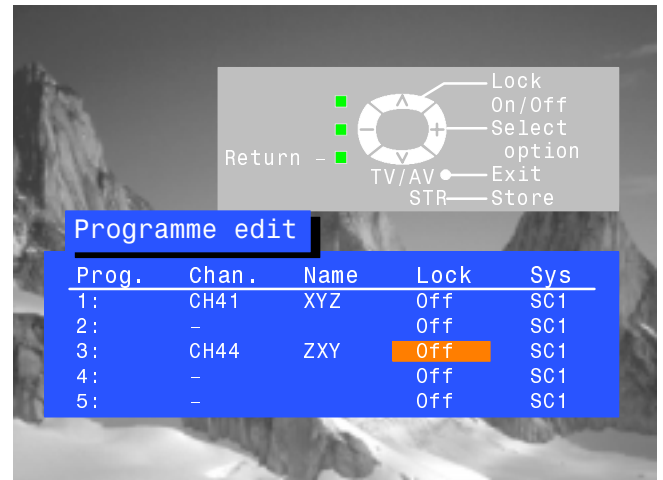 Lock
On/Off
Select
option
Return
TV/AV
Exit
STR
Store
Programme edit
Prog. Chan. Name Lock Sys
1: CH41 XYZ Off SC1
2: – Off SC1
3: CH44 ZXY Off SC1
4: – Off SC1
5: – Off SC1